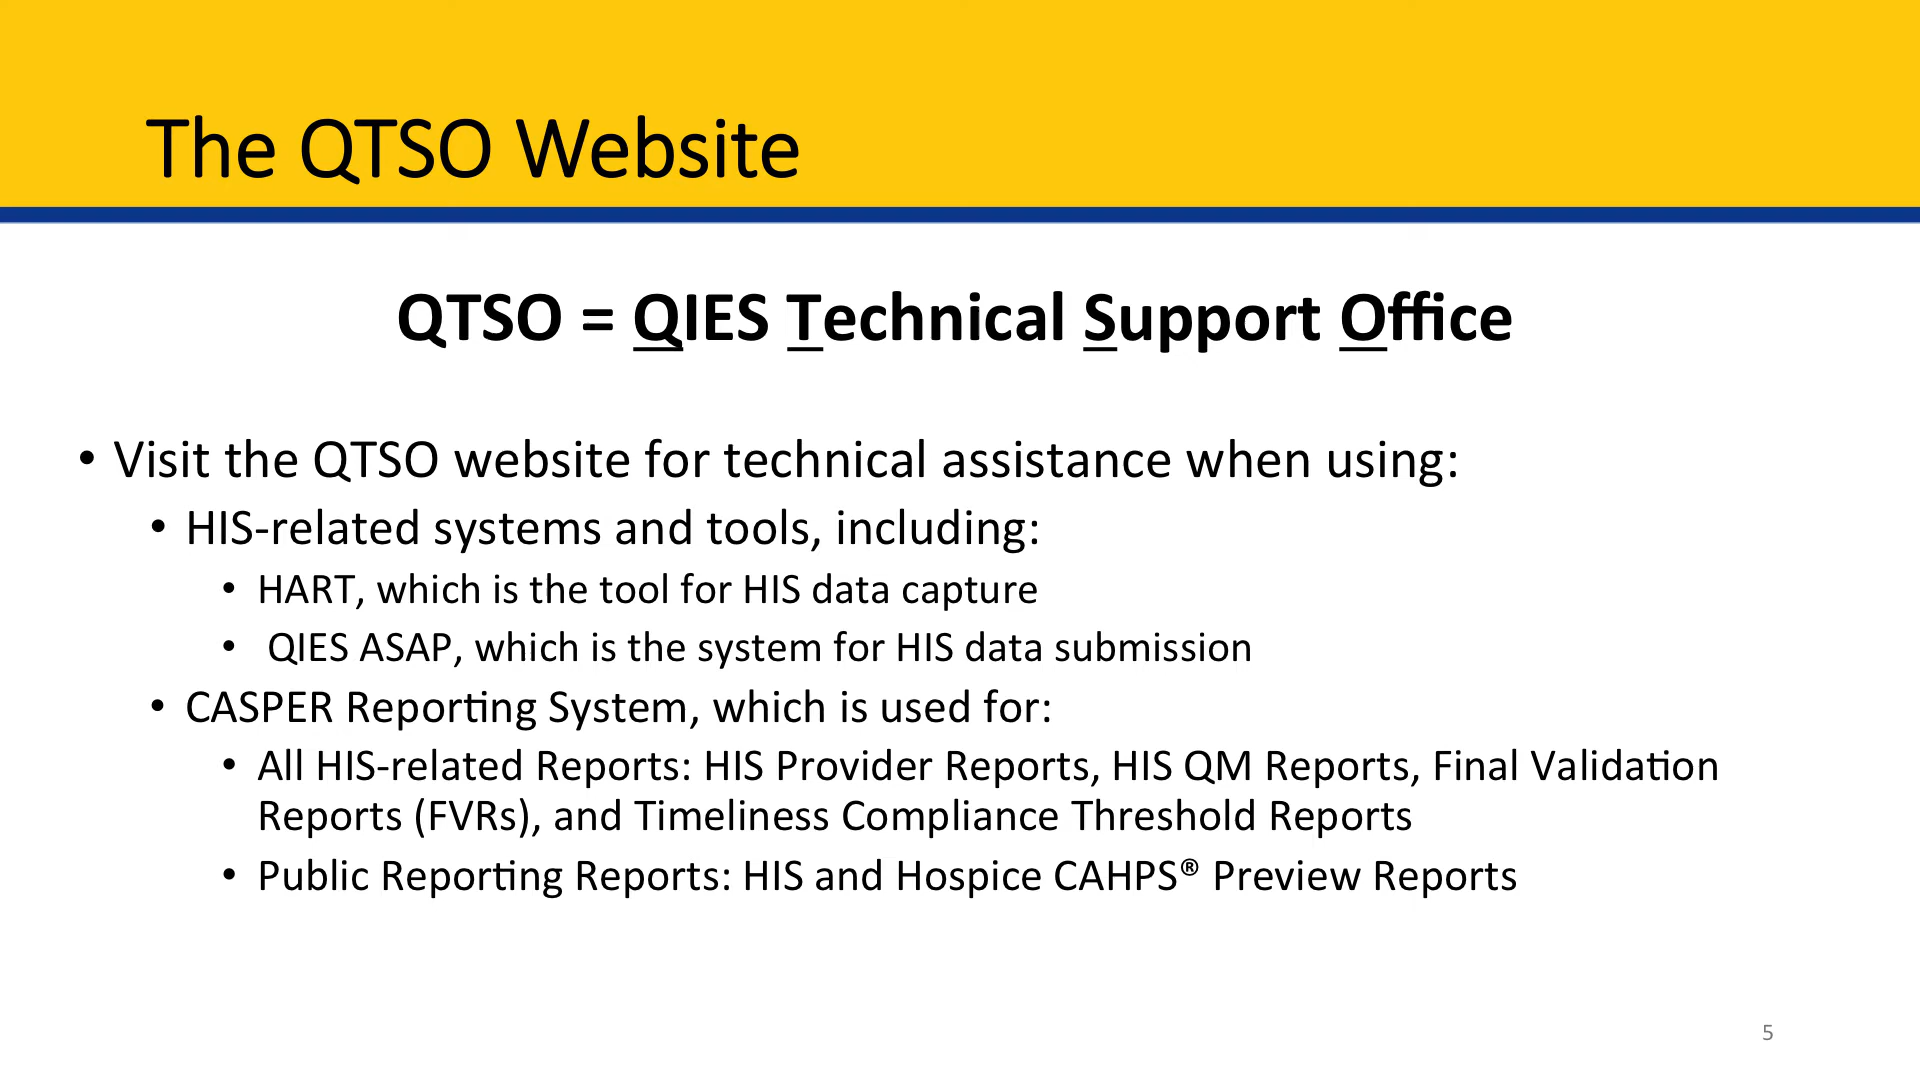 The QTSO Website
QTSO = QIES Technical Support Office
• Visit the QTSO website for technical assistance when using:
• HIS-related systems and tools, including:
• HART, which is the tool for HIS data capture
• QIES ASAP, which is the system for HIS data submission
• CASPER Reporting System, which is used for:
• All HIS-related Reports: HIS Provider Reports, HIS QM Reports, Final Validation
Reports (FVRs), and Timeliness Compliance Threshold Reports
• Public Reporting Reports: HIS and Hospice CAHPS® Preview Reports
5